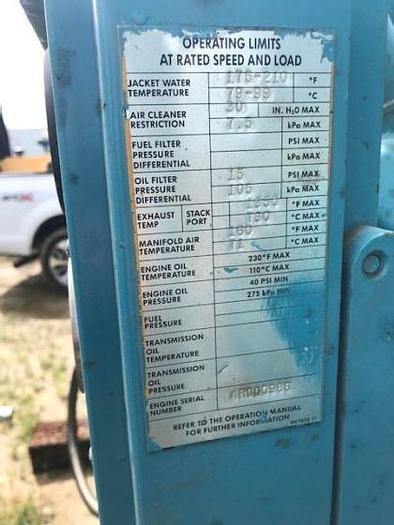 OPERATING LIMITS
AT RATED SPEED AND LOAD
JACKET WATER TEMPERATURE 175-210 °F
79-99 °C
AIR CLEANER RESTRICTION 30 IN. H2O MAX
7.5 kPa MAX
FUEL FILTER PRESSURE DIFFERENTIAL PSI MAX
kPa MAX
OIL FILTER PRESSURE DIFFERENTIAL 15 PSI MAX
105 kPa MAX
EXHAUST TEMP STACK PORT 1350 °F MAX
730 °C MAX
MANIFOLD AIR TEMPERATURE 160 °F MAX
71 °C MAX
ENGINE OIL TEMPERATURE 230°F MAX
110°C MAX
ENGINE OIL PRESSURE 40 PSI MIN
275 kPa MIN
FUEL PRESSURE
TRANSMISSION OIL TEMPERATURE
TRANSMISSION OIL PRESSURE
ENGINE SERIAL NUMBER
REFER TO THE OPERATION MANUAL
FOR FURTHER INFORMATION